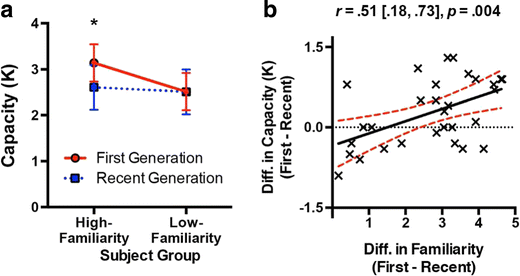 a
Capacity (K)
4
3
2
1
0
*
First Generation
Recent Generation
High-
Familiarity
Low-
Familiarity
Subject Group
b
r = .51 [.18, .73], p = .004
Diff. in Capacity (K)
(First - Recent)
1.5
0.0
-1.5
1
2
3
4
5
Diff. in Familiarity
(First - Recent)